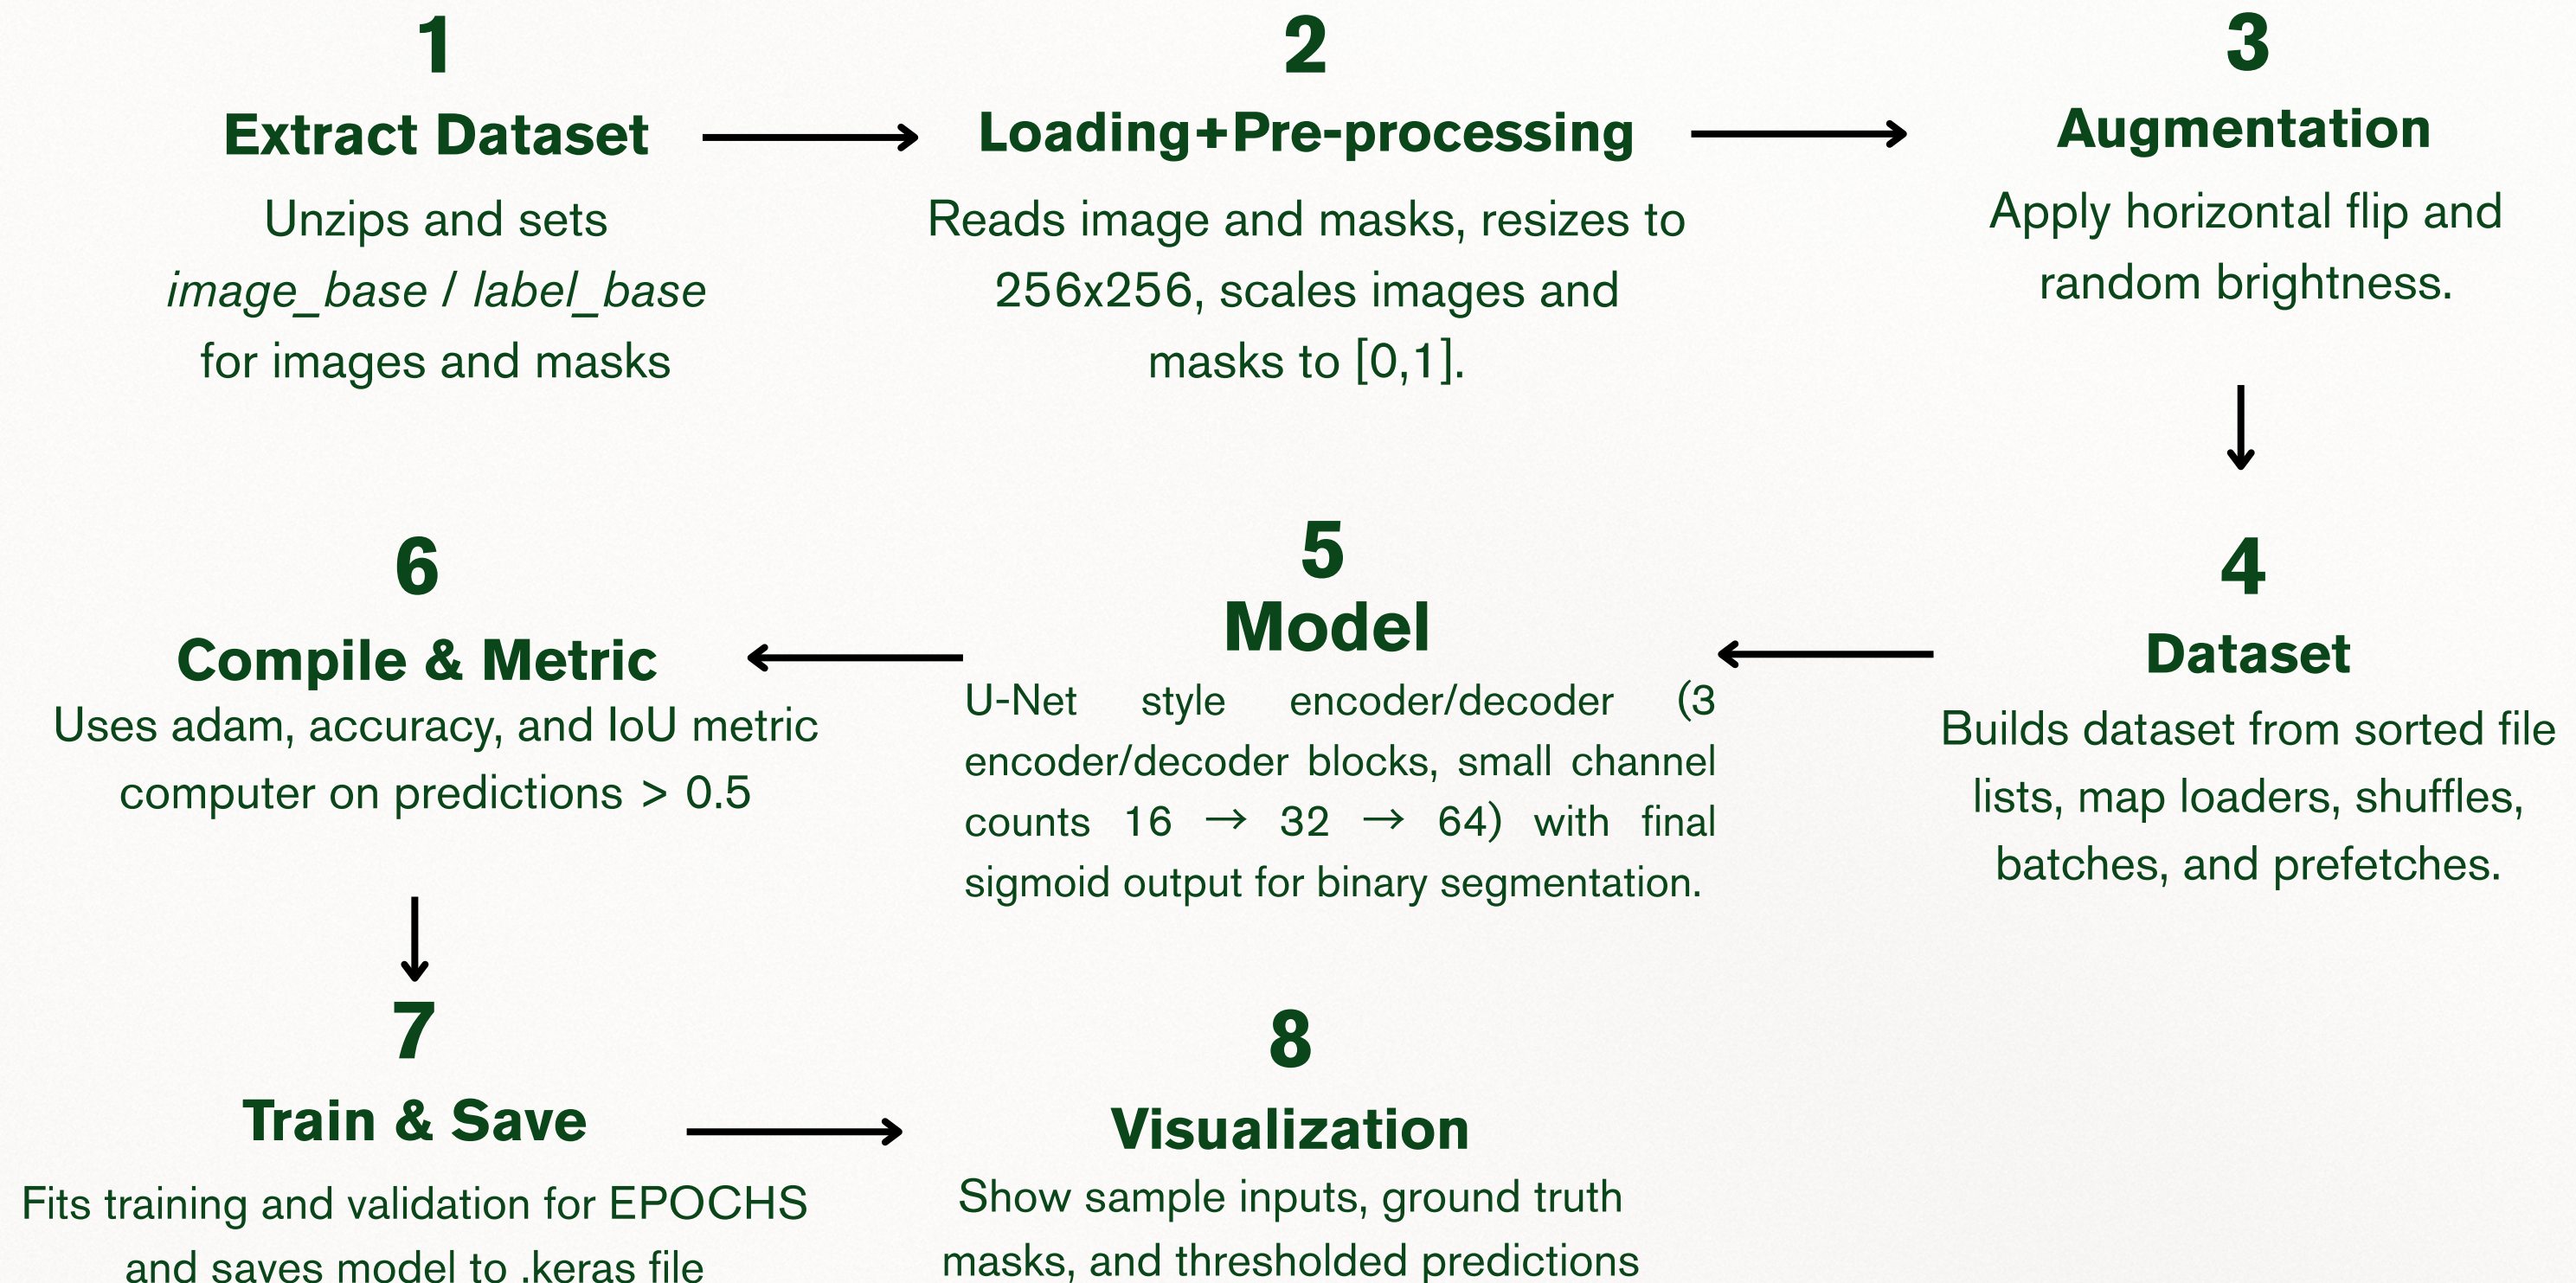 1
Extract Dataset
Unzips and sets
image_base / label_base
for images and masks
2
Loading+Pre-processing
Reads image and masks, resizes to
256x256, scales images and
masks to [0,1].
3
Augmentation
Apply horizontal flip and
random brightness.
4
Dataset
Builds dataset from sorted file
lists, map loaders, shuffles,
batches, and prefetches.
5
Model
U-Net style encoder/decoder (3
encoder/decoder blocks, small channel
counts 16 → 32 → 64) with final
sigmoid output for binary segmentation.
6
Compile & Metric
Uses adam, accuracy, and IoU metric
computer on predictions > 0.5
7
Train & Save
Fits training and validation for EPOCHS
and saves model to .keras file
8
Visualization
Show sample inputs, ground truth
masks, and thresholded predictions